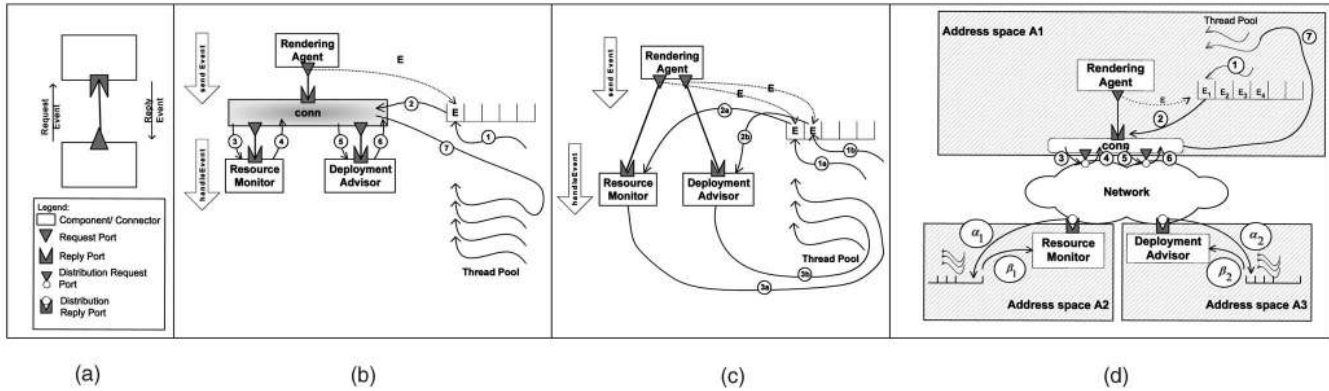 Request Event
Reply Event
Legend:
Component/ Connector
Request Port
Reply Port
Distribution Request Port
Distribution Reply Port
(a)
send Event
handleEvent
Rendering Agent
E
conn
E
1
2
3
4
5
6
7
Resource Monitor
Deployment Advisor
Thread Pool
(b)
send Event
handleEvent
Rendering Agent
E
E
E
E
2a
2b
1b
1a
Resource Monitor
Deployment Advisor
Thread Pool
3b
3a
(c)
Address space A1
Thread Pool
7
1
Rendering Agent
E
E1 E2 E3 E4
2
conn
3
4
5
6
Network
α1
β1
Resource Monitor
Address space A2
Deployment Advisor
α2
β2
Address space A3
(d)